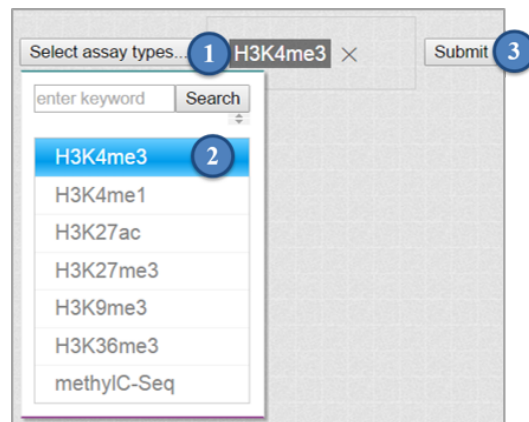 Select assay types... 1 H3K4me3 × Submit 3
enter keyword Search
H3K4me3 2
H3K4me1
H3K27ac
H3K27me3
H3K9me3
H3K36me3
methylC-Seq